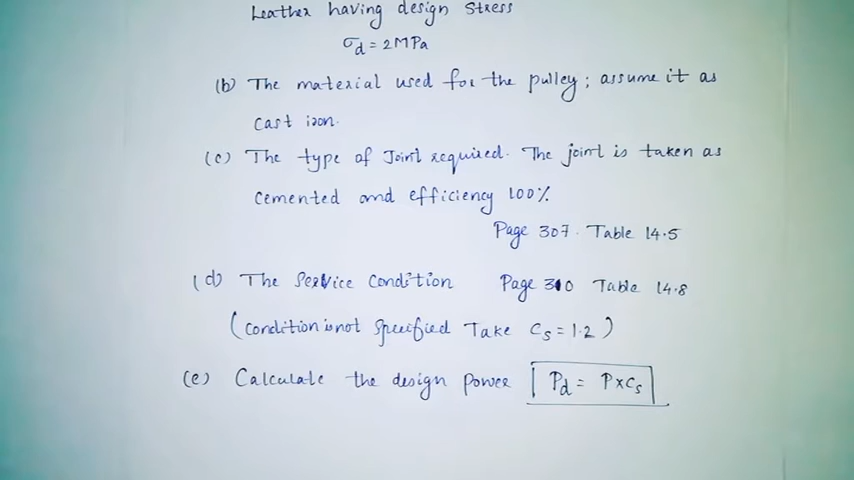 Leather having design stress
σd = 2MPa
(b) The material used for the pulley; assume it as
cast iron.
(c) The type of Joint required. The joint is taken as
cemented and efficiency 100%
Page 307. Table 14.5
(d) The Service Condition Page 310 Table 14.8
(condition is not Specified Take Cs = 1.2)
(e) Calculate the design power Pd = P×Cs